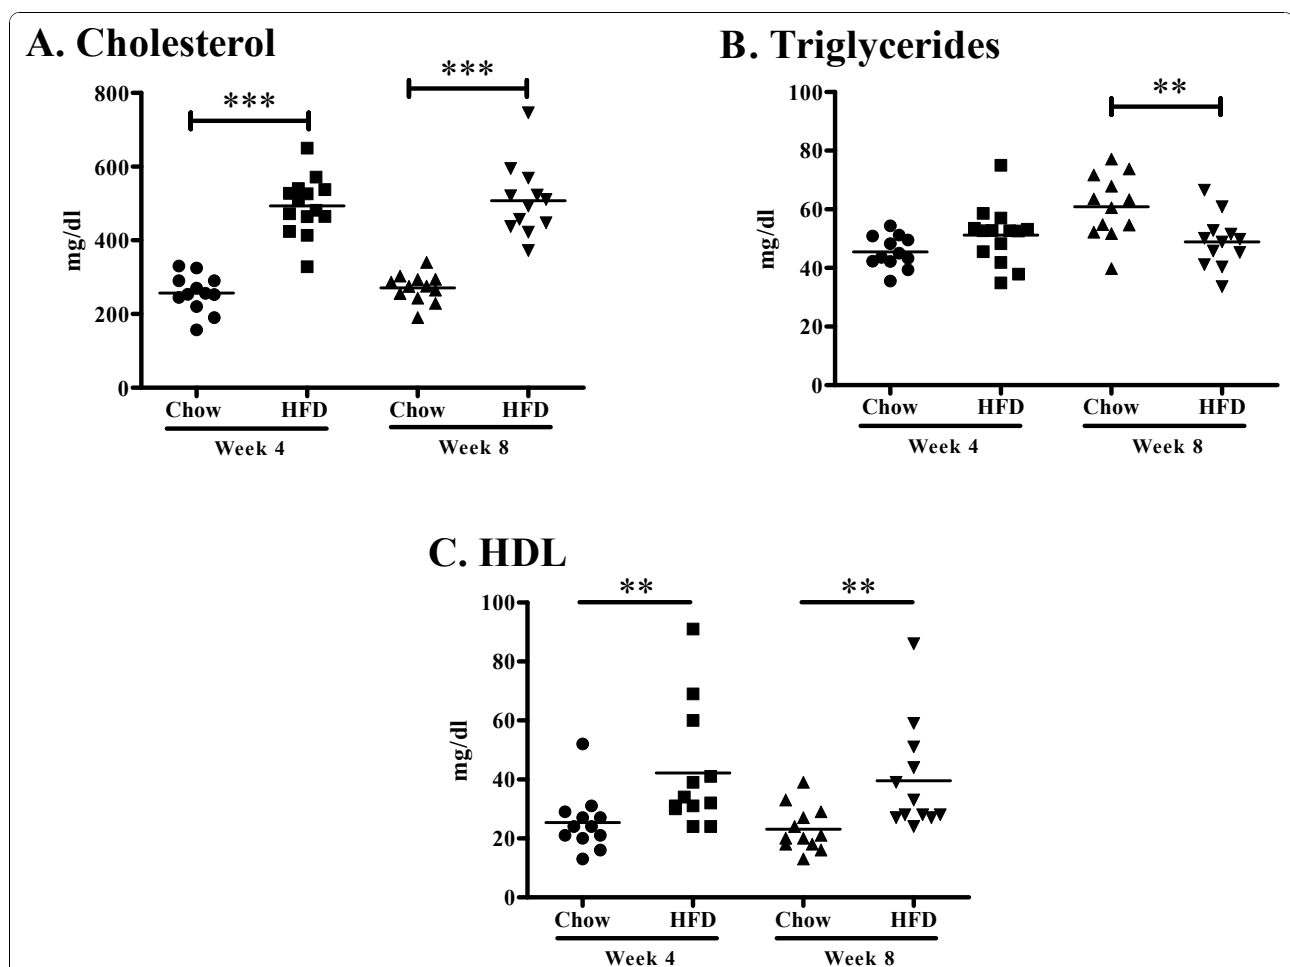 A. Cholesterol
***
***
800
600
400
200
0
mg/dl
Chow HFD Chow HFD
Week 4 Week 8
B. Triglycerides
**
100
80
60
40
20
0
mg/dl
Chow HFD Chow HFD
Week 4 Week 8
C. HDL
** **
100
80
60
40
20
0
mg/dl
Chow HFD Chow HFD
Week 4 Week 8